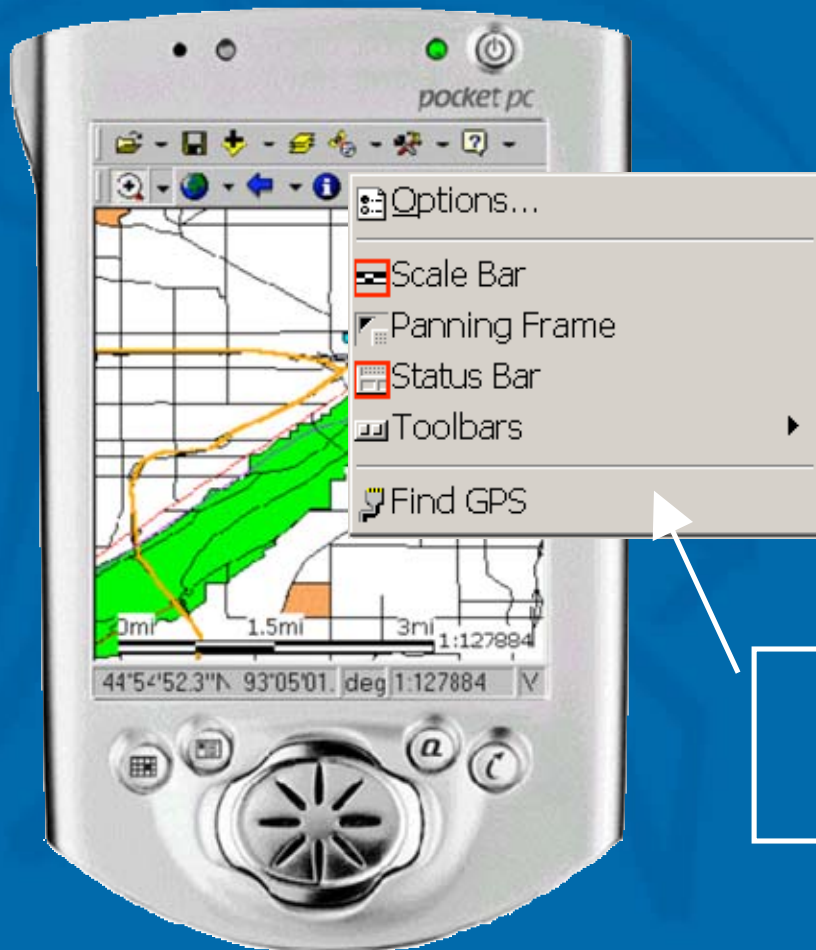 pocket pc
Options...
Scale Bar
Panning Frame
Status Bar
Toolbars
Find GPS
0mi 1.5mi 3mi
1:127884
44°54'52.3"N 93°05'01. deg 1:127884